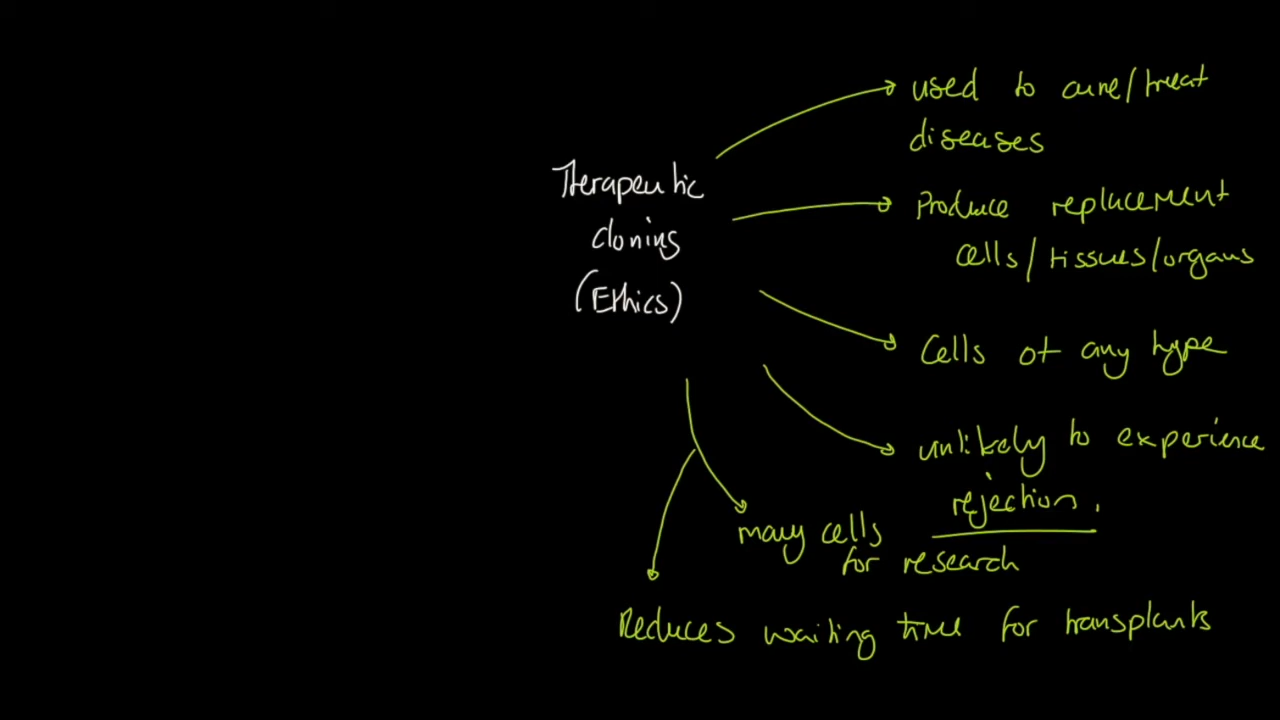 Therapeutic
cloning
(Ethics)
used to cure/treat
diseases
Produce replacement
cells/tissues/organs
Cells of any type
unlikely to experience
rejection.
many cells
for research
Reduces waiting time for transplants